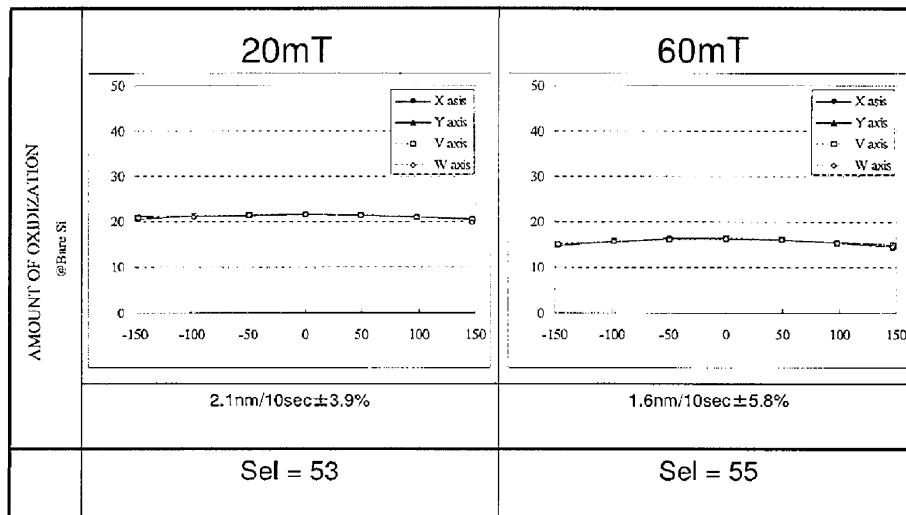 20mT
60mT
AMOUNT OF OXIDIZATION
@Bare Si
50
40
30
20
10
0
-150
-100
-50
0
50
100
150
X asis
Y axis
V axis
W axis
50
40
30
20
10
0
-150
-100
-50
0
50
100
150
X axis
Y axis
V axis
W axis
2.1nm/10sec±3.9%
1.6nm/10sec±5.8%
Sel = 53
Sel = 55